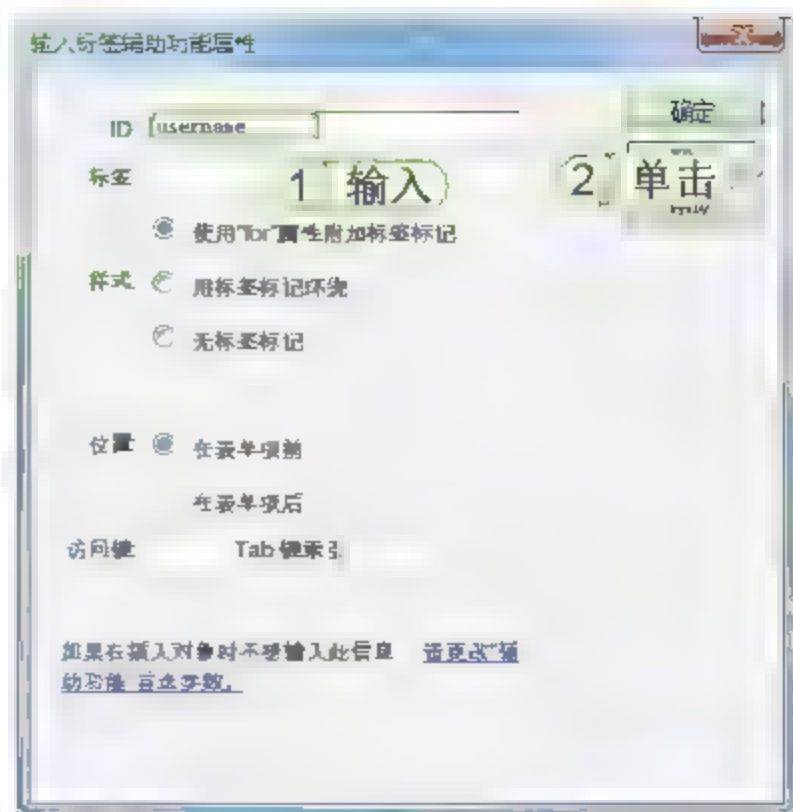 输入标签辅助功能属性
ID username 确定
标签 1 输入 2 单击
使用"for"属性附加标签标记
样式 用标签标记环绕
无标签标记
位置 在表单项前
在表单项后
访问键 Tab 键索引
如果在插入对象时不想输入此信息 请更改"辅
助功能"首选参数。